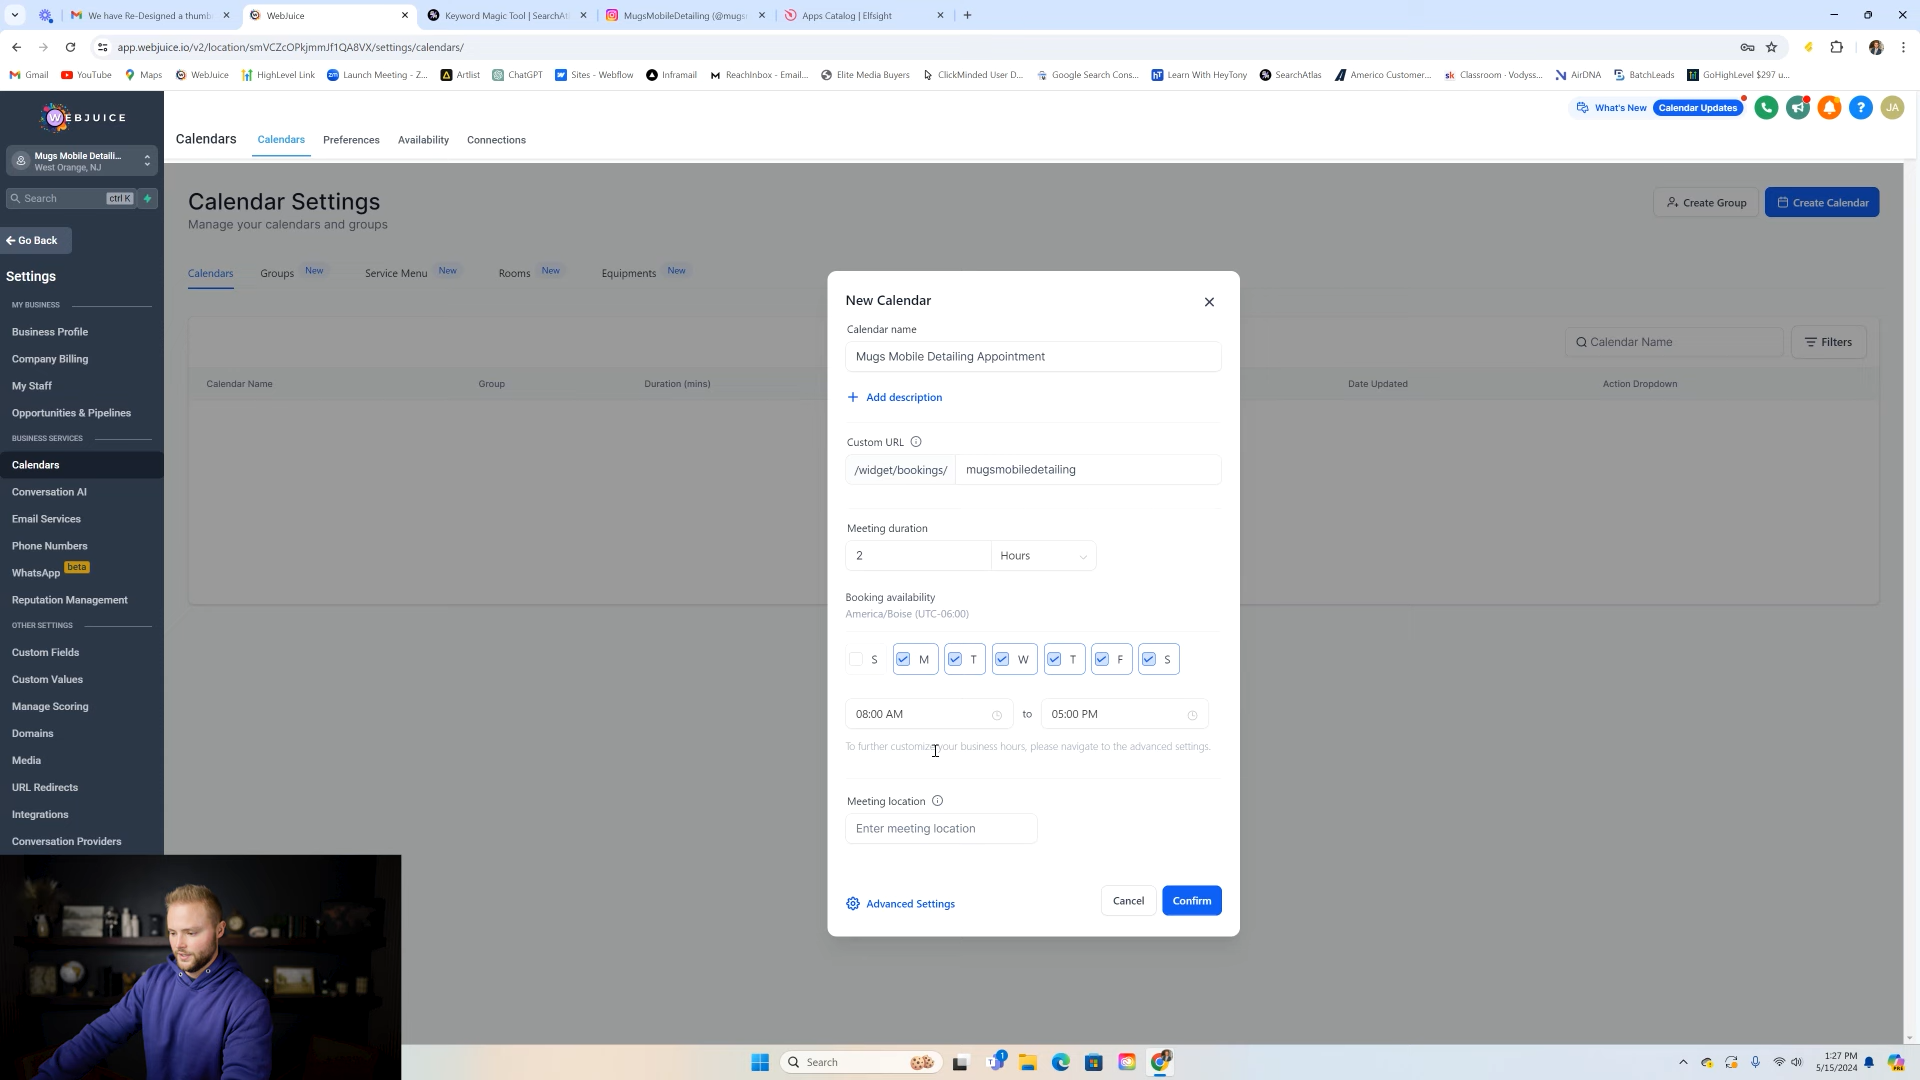 We have Re-Designed a thumb
WebJuice
Keyword Magic Tool | SearchAtl
MugsMobileDetailing (@mugs
Apps Catalog | Elfsight
app.webjuice.io/v2/location/smVCZcOPkjmmJf1QA8VX/settings/calendars/
Gmail
YouTube
Maps
WebJuice
HighLevel Link
Launch Meeting - Z...
Artlist
ChatGPT
Sites - Webflow
Inframail
ReachInbox - Email...
Elite Media Buyers
ClickMinded User D...
Google Search Cons...
Learn With HeyTony
SearchAtlas
Americo Customer...
Classroom · Vodyss...
AirDNA
BatchLeads
GoHighLevel $297 u...
WEBJUICE
What's New
Calendar Updates
JA
Calendars
Calendars
Preferences
Availability
Connections
Mugs Mobile Detaili...
West Orange, NJ
Search
ctrl K
Go Back
Settings
MY BUSINESS
Business Profile
Company Billing
My Staff
Opportunities & Pipelines
BUSINESS SERVICES
Calendars
Conversation AI
Email Services
Phone Numbers
WhatsApp
beta
Reputation Management
OTHER SETTINGS
Custom Fields
Custom Values
Manage Scoring
Domains
Media
URL Redirects
Integrations
Conversation Providers
Calendar Settings
Manage your calendars and groups
Create Group
Create Calendar
Calendars
Groups
New
Service Menu
New
Rooms
New
Equipments
New
Calendar Name
Filters
Calendar Name
Group
Duration (mins)
Date Updated
Action Dropdown
New Calendar
Calendar name
Mugs Mobile Detailing Appointment
Add description
Custom URL
/widget/bookings/
mugsmobiledetailing
Meeting duration
2
Hours
Booking availability
America/Boise (UTC-06:00)
S
M
T
W
T
F
S
08:00 AM
to
05:00 PM
To further customize your business hours, please navigate to the advanced settings.
Meeting location
Enter meeting location
Advanced Settings
Cancel
Confirm
Search
1
1:27 PM
5/15/2024